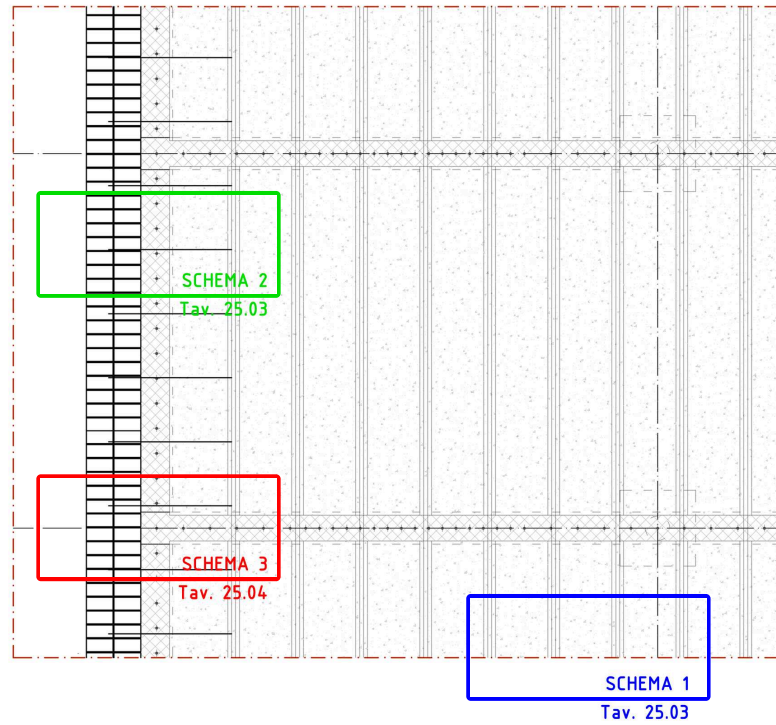 SCHEMA 2
Tav. 25.03
SCHEMA 3
Tav. 25.04
SCHEMA 1
Tav. 25.03